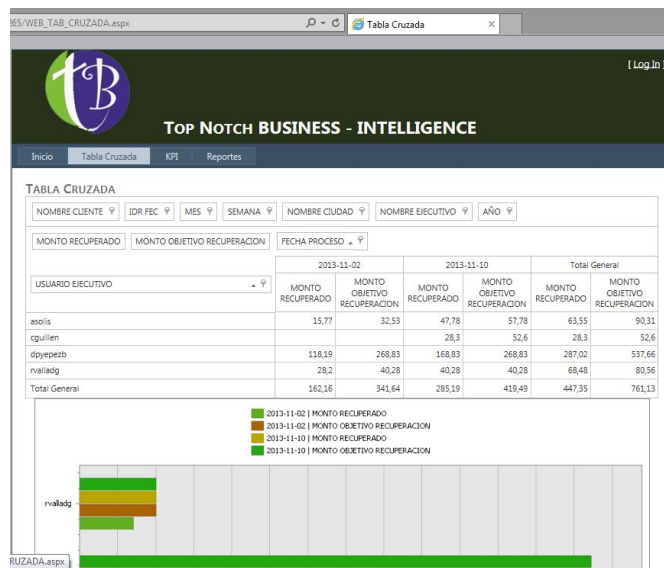 265/WEB_TAB_CRUZADA.aspx
Tabla Cruzada
[ Log In ]
tB
TOP NOTCH BUSINESS - INTELLIGENCE
Inicio Tabla Cruzada KPI Reportes
TABLA CRUZADA
NOMBRE CLIENTE IDR FEC MES SEMANA NOMBRE CIUDAD NOMBRE EJECUTIVO AÑO
MONTO RECUPERADO MONTO OBJETIVO RECUPERACION FECHA PROCESO
2013-11-02 2013-11-10 Total General
USUARIO EJECUTIVO MONTO RECUPERADO MONTO OBJETIVO RECUPERACION MONTO RECUPERADO MONTO OBJETIVO RECUPERACION MONTO RECUPERADO MONTO OBJETIVO RECUPERACION
asolis 15,77 32,53 47,78 57,78 63,55 90,31
cguillen 28,3 52,6 28,3 52,6
dpyepezb 118,19 268,83 168,83 268,83 287,02 537,66
rvalladg 28,2 40,28 40,28 40,28 68,48 80,56
Total General 162,16 341,64 285,19 419,49 447,35 761,13
2013-11-02 | MONTO RECUPERADO
2013-11-02 | MONTO OBJETIVO RECUPERACION
2013-11-10 | MONTO RECUPERADO
2013-11-10 | MONTO OBJETIVO RECUPERACION
rvalladg
RUZADA.aspx